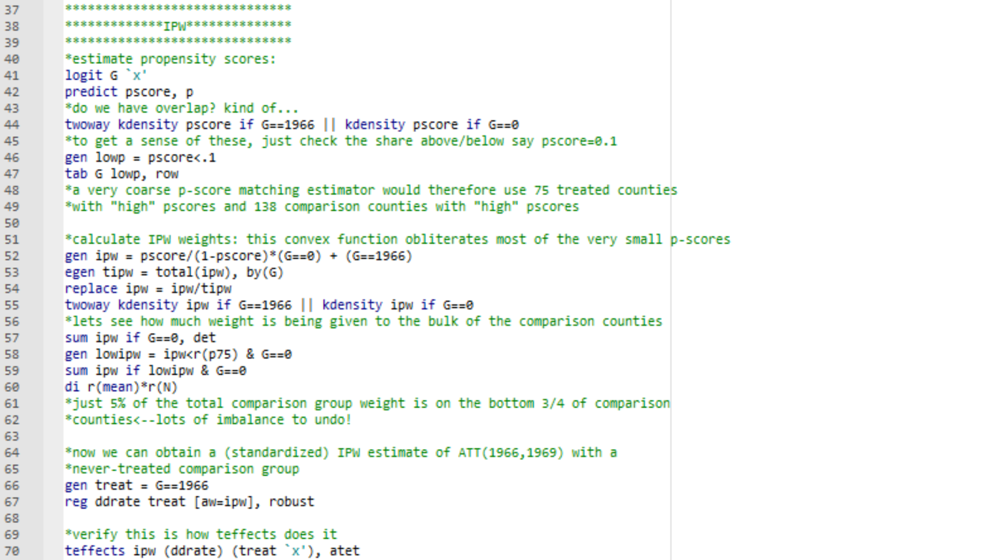 37 ******************************
38 *************IPW**************
39 ******************************
40 *estimate propensity scores:
41 logit G `x'
42 predict pscore, p
43 *do we have overlap? kind of...
44 twoway kdensity pscore if G==1966 || kdensity pscore if G==0
45 *to get a sense of these, just check the share above/below say pscore=0.1
46 gen lowp = pscore<.1
47 tab G lowp, row
48 *a very coarse p-score matching estimator would therefore use 75 treated counties
49 *with "high" pscores and 138 comparison counties with "high" pscores
50
51 *calculate IPW weights: this convex function obliterates most of the very small p-scores
52 gen ipw = pscore/(1-pscore)*(G==0) + (G==1966)
53 egen tipw = total(ipw), by(G)
54 replace ipw = ipw/tipw
55 twoway kdensity ipw if G==1966 || kdensity ipw if G==0
56 *lets see how much weight is being given to the bulk of the comparison counties
57 sum ipw if G==0, det
58 gen lowipw = ipw<r(p75) & G==0
59 sum ipw if lowipw & G==0
60 di r(mean)*r(N)
61 *just 5% of the total comparison group weight is on the bottom 3/4 of comparison
62 *counties<--lots of imbalance to undo!
63
64 *now we can obtain a (standardized) IPW estimate of ATT(1966,1969) with a
65 *never-treated comparison group
66 gen treat = G==1966
67 reg ddrate treat [aw=ipw], robust
68
69 *verify this is how teffects does it
70 teffects ipw (ddrate) (treat `x'), atet